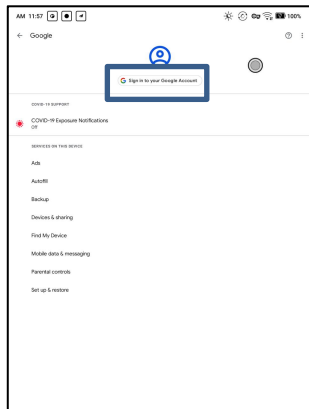 AM 11:57 100%
Google
Sign in to your Google Account
COVID-19 SUPPORT
COVID-19 Exposure Notifications
Off
SERVICES ON THIS DEVICE
Ads
Autofill
Backup
Devices & sharing
Find My Device
Mobile data & messaging
Parental controls
Set up & restore